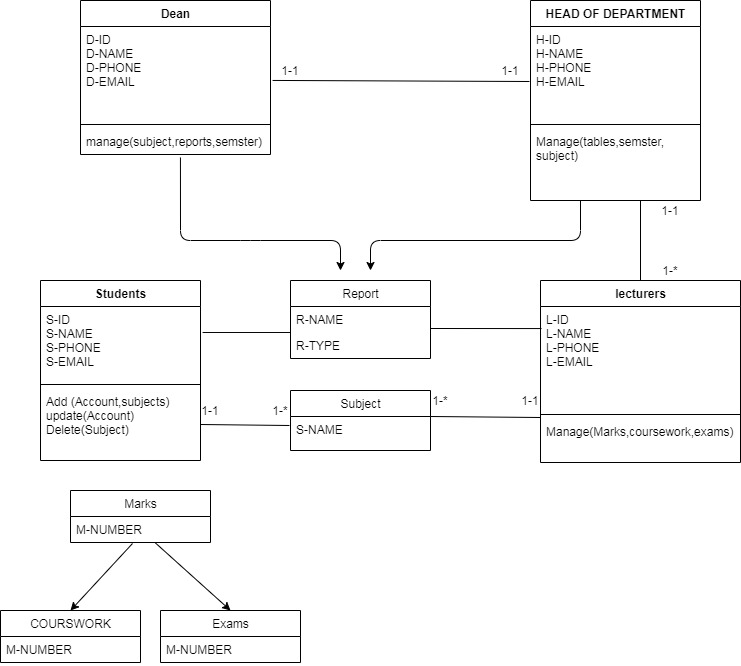 Dean
D-ID
D-NAME
D-PHONE
D-EMAIL
manage(subject,reports,semster)
HEAD OF DEPARTMENT
H-ID
H-NAME
H-PHONE
H-EMAIL
Manage(tables,semster,
subject)
1-1
1-1
1-1
1-*
Students
S-ID
S-NAME
S-PHONE
S-EMAIL
Add (Account,subjects)
update(Account)
Delete(Subject)
Report
R-NAME
R-TYPE
lecturers
L-ID
L-NAME
L-PHONE
L-EMAIL
Manage(Marks,coursework,exams)
1-1
1-*
Subject
S-NAME
1-*
1-1
Marks
M-NUMBER
COURSWORK
M-NUMBER
Exams
M-NUMBER